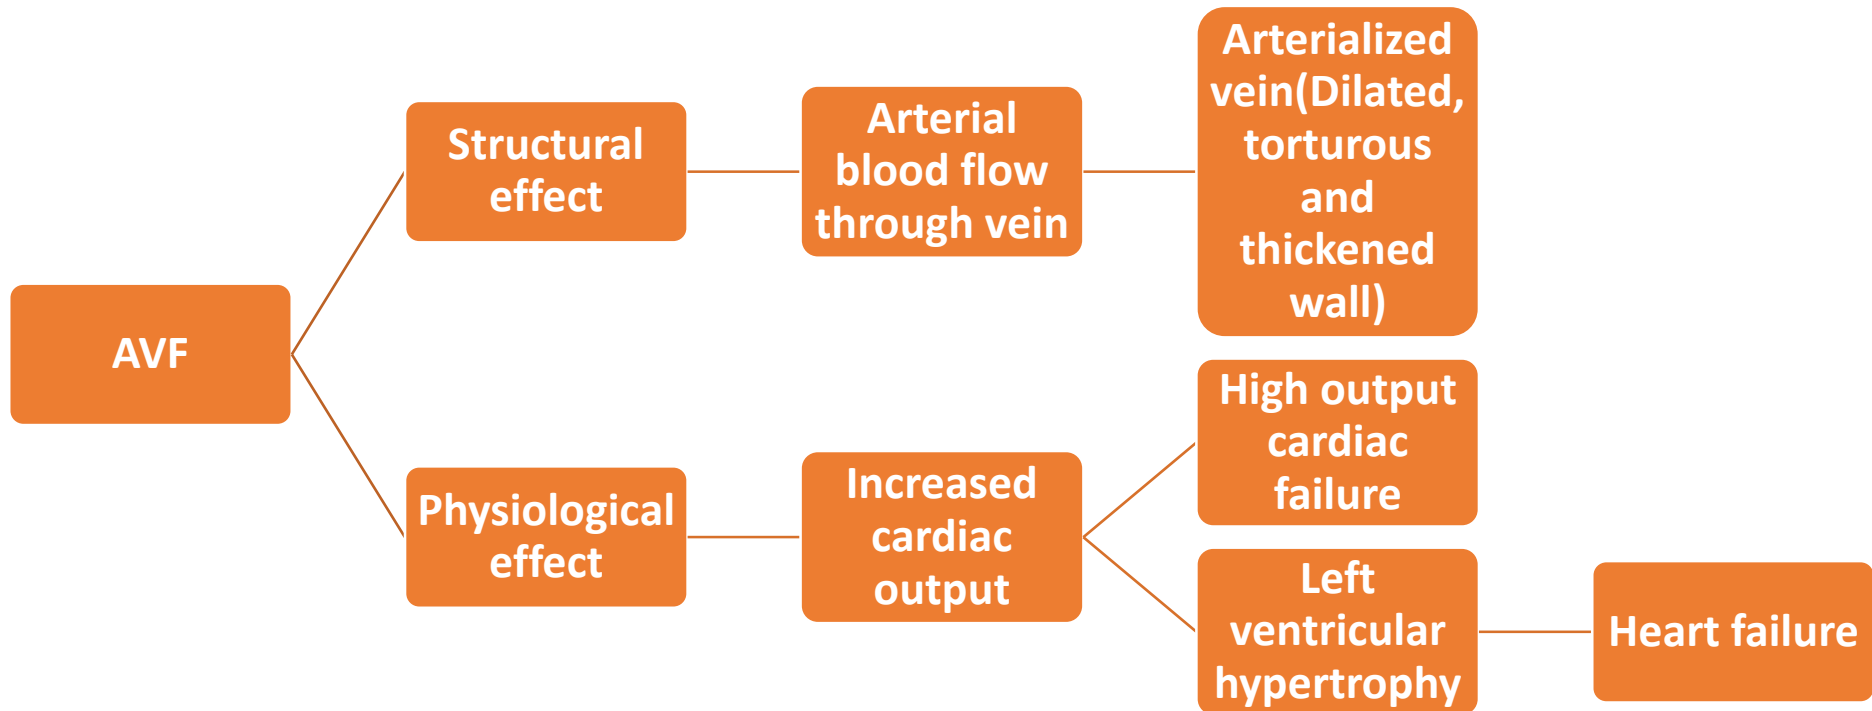 AVF
Structural
effect
Arterial
blood flow
through vein
Arterialized
vein(Dilated,
torturous
and
thickened
wall)
Physiological
effect
Increased
cardiac
output
High output
cardiac
failure
Left
ventricular
hypertrophy
Heart failure